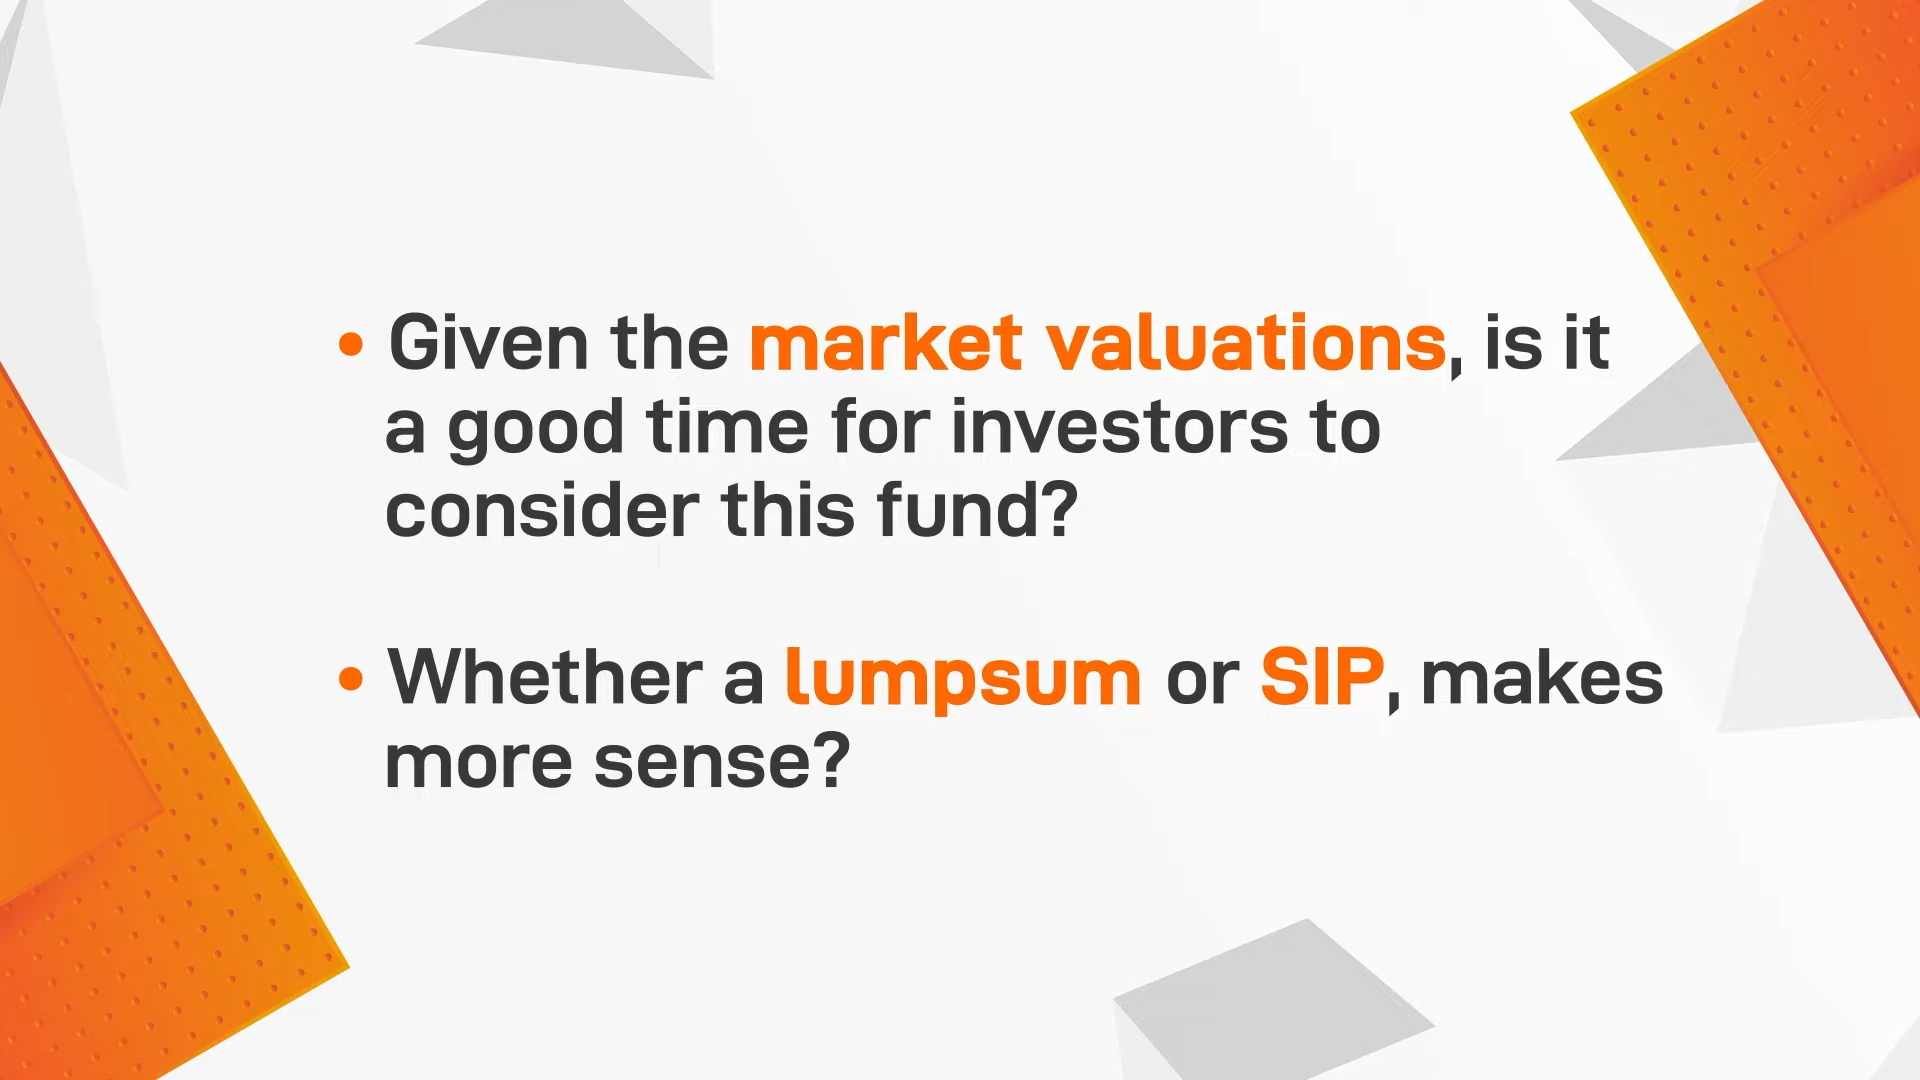 • Given the market valuations, is it
a good time for investors to
consider this fund?
• Whether a lumpsum or SIP, makes
more sense?